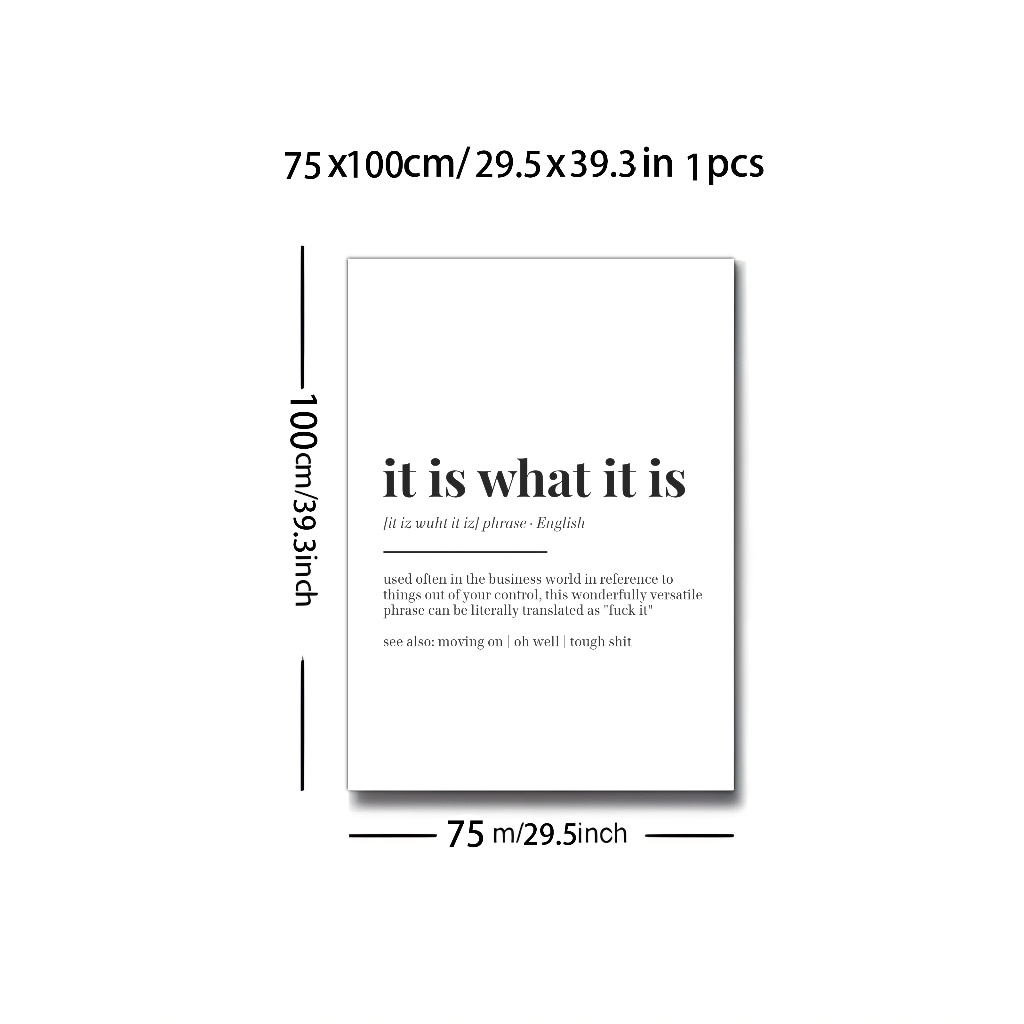 75x100cm/29.5x39.3in 1pcs
100cm/39.3inch
it is what it is
[it iz wuht it iz] phrase · English
used often in the business world in reference to
things out of your control, this wonderfully versatile
phrase can be literally translated as "fuck it"
see also: moving on | oh well | tough shit
75 m/29.5inch